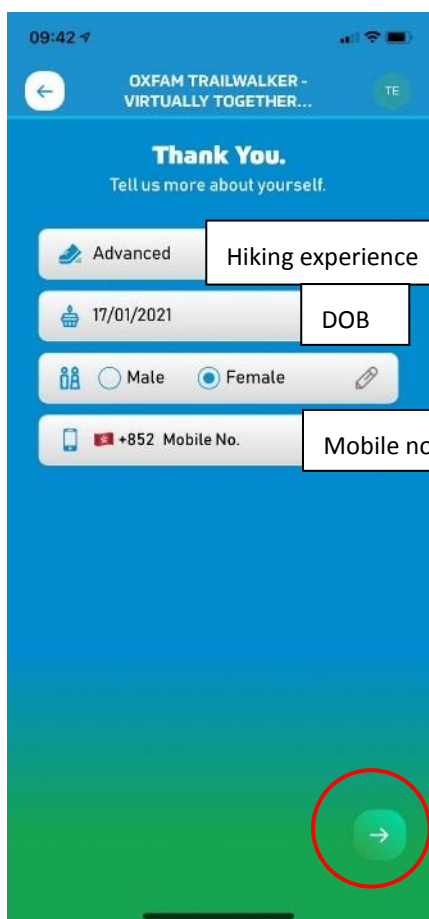 09:42
OXFAM TRAILWALKER -
VIRTUALLY TOGETHER...
TE
Thank You.
Tell us more about yourself.
Advanced
Hiking experience
17/01/2021
DOB
Male Female
+852 Mobile No.
Mobile no